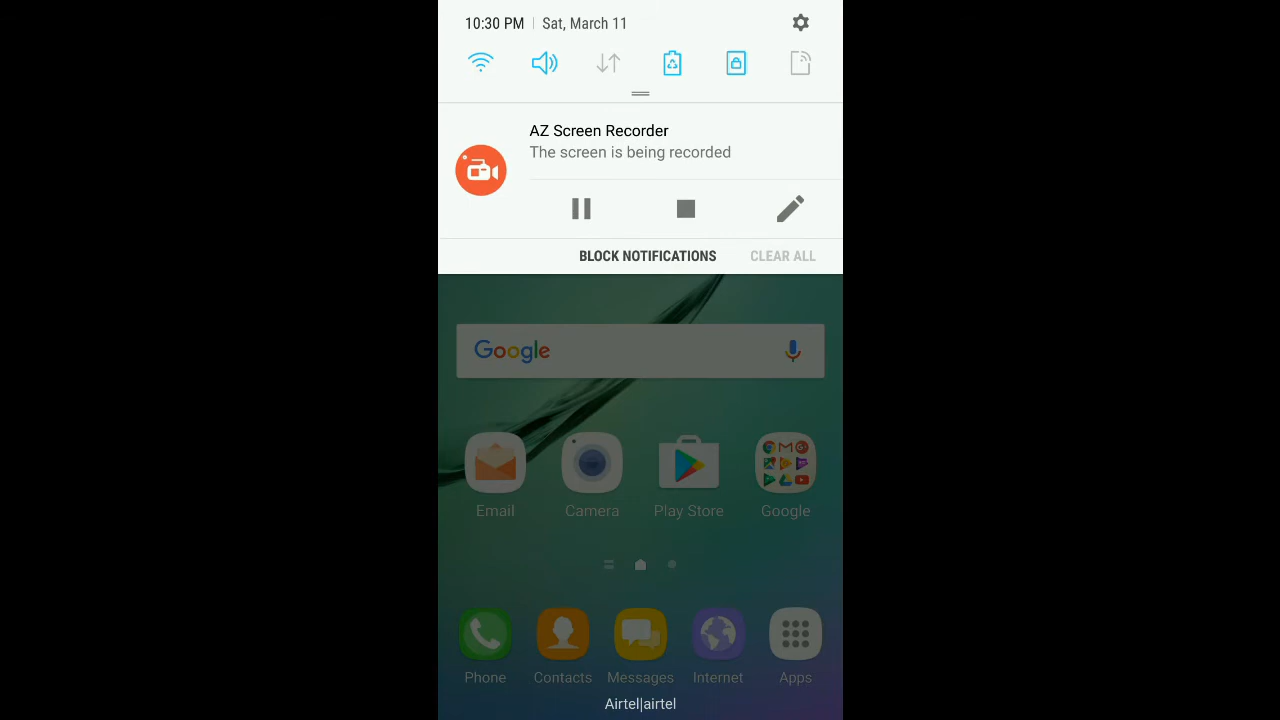 10:30 PM Sat, March 11
AZ Screen Recorder
The screen is being recorded
BLOCK NOTIFICATIONS CLEAR ALL
Google
Email Camera Play Store Google
Phone Contacts Messages Internet Apps
Airtel|airtel